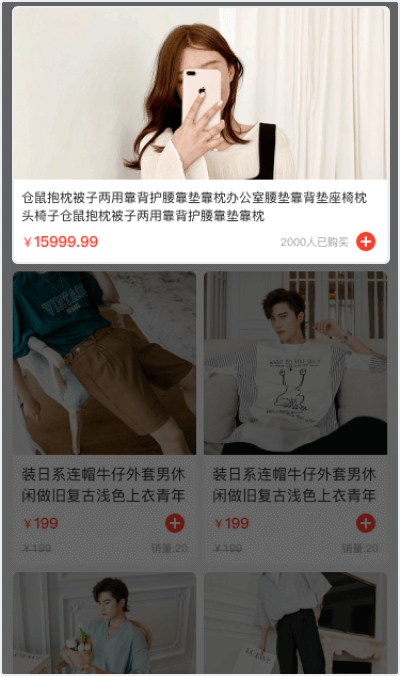 仓鼠抱枕被子两用靠背护腰靠垫靠枕办公室腰垫靠背垫座椅枕
头椅子仓鼠抱枕被子两用靠背护腰靠垫靠枕
￥15999.99
2000人已购买
装日系连帽牛仔外套男休
闲做旧复古浅色上衣青年
￥199
￥199
销量:20
装日系连帽牛仔外套男休
闲做旧复古浅色上衣青年
￥199
￥199
销量:20